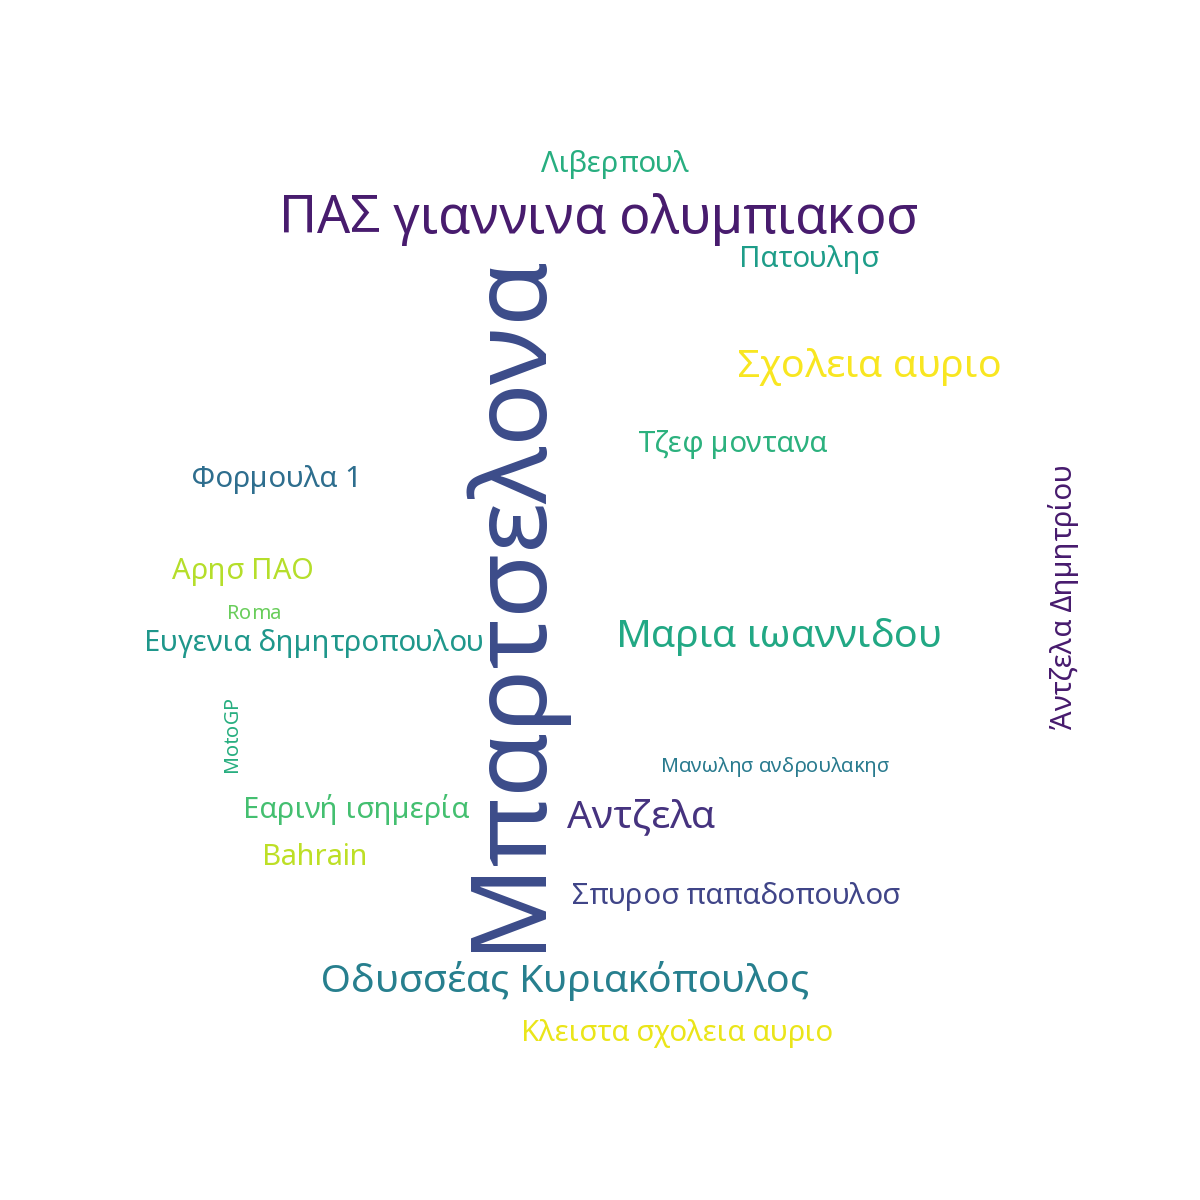 Λιβερπουλ
ΠΑΣ γιαννινα ολυμπιακοσ
Πατουλησ
Μπαρτσελονα
Σχολεια αυριο
Τζεφ μοντανα
Φορμουλα 1
Άντζελα Δημητρίου
Αρησ ΠΑΟ
Roma
Ευγενια δημητροπουλου
Μαρια ιωαννιδου
MotoGP
Μανωλησ ανδρουλακησ
Εαρινή ισημερία
Αντζελα
Bahrain
Σπυροσ παπαδοπουλοσ
Οδυσσέας Κυριακόπουλος
Κλειστα σχολεια αυριο